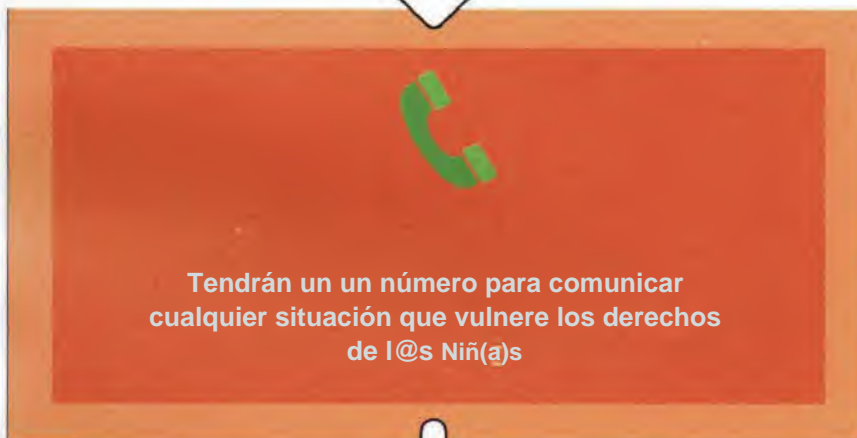 Tendrán un un número para comunicar
cualquier situación que vulnere los derechos
de l@s Niñ(a)s